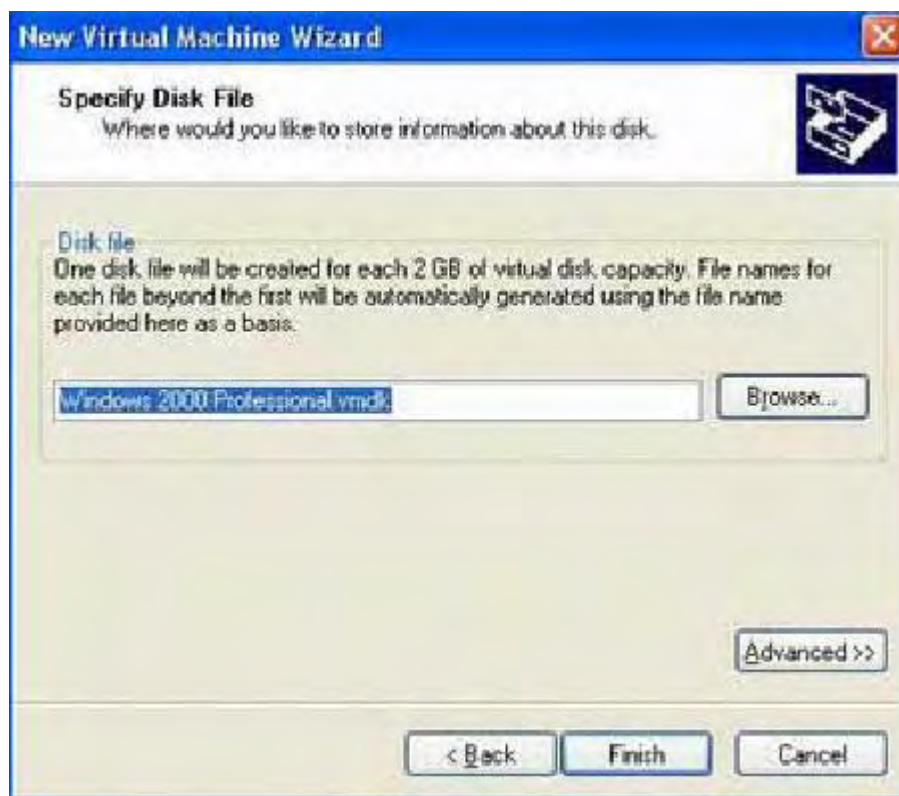 New Virtual Machine Wizard
Specify Disk File
Where would you like to store information about this disk.
Disk file
One disk file will be created for each 2 GB of virtual disk capacity. File names for
each file beyond the first will be automatically generated using the file name
provided here as a basis.
Windows 2000 Professional.vmdk
Browse...
Advanced >>
< Back
Finish
Cancel